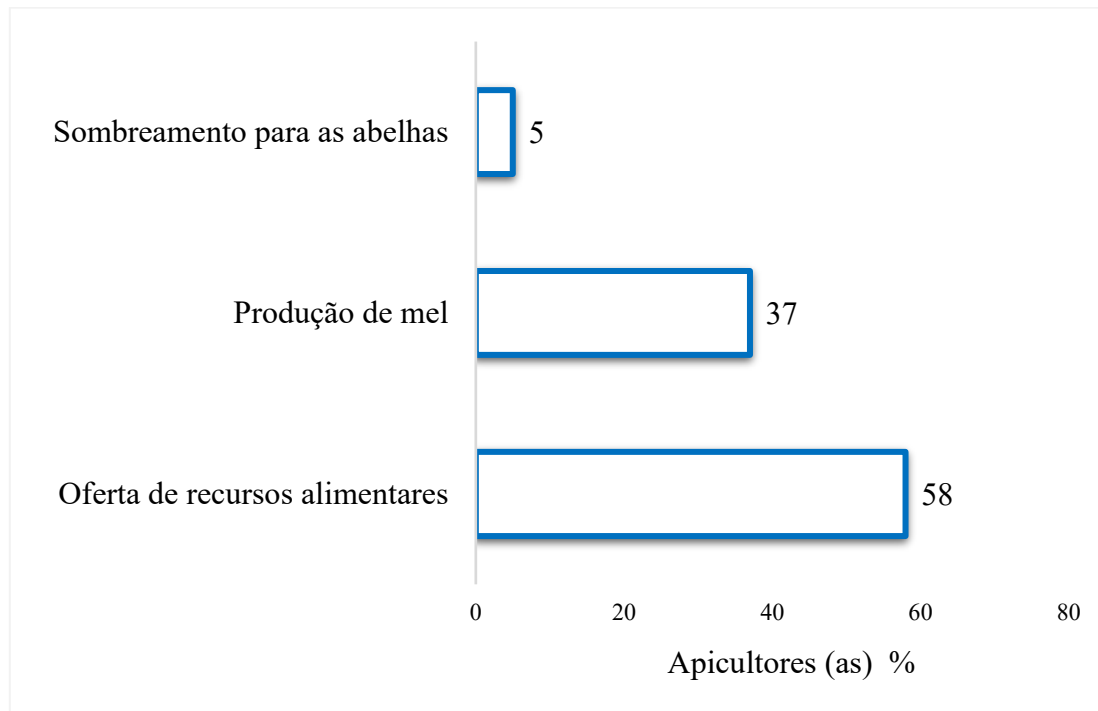 Sombreamento para as abelhas
5
Produção de mel
37
Oferta de recursos alimentares
58
0 20 40 60 80
Apicultores (as) %